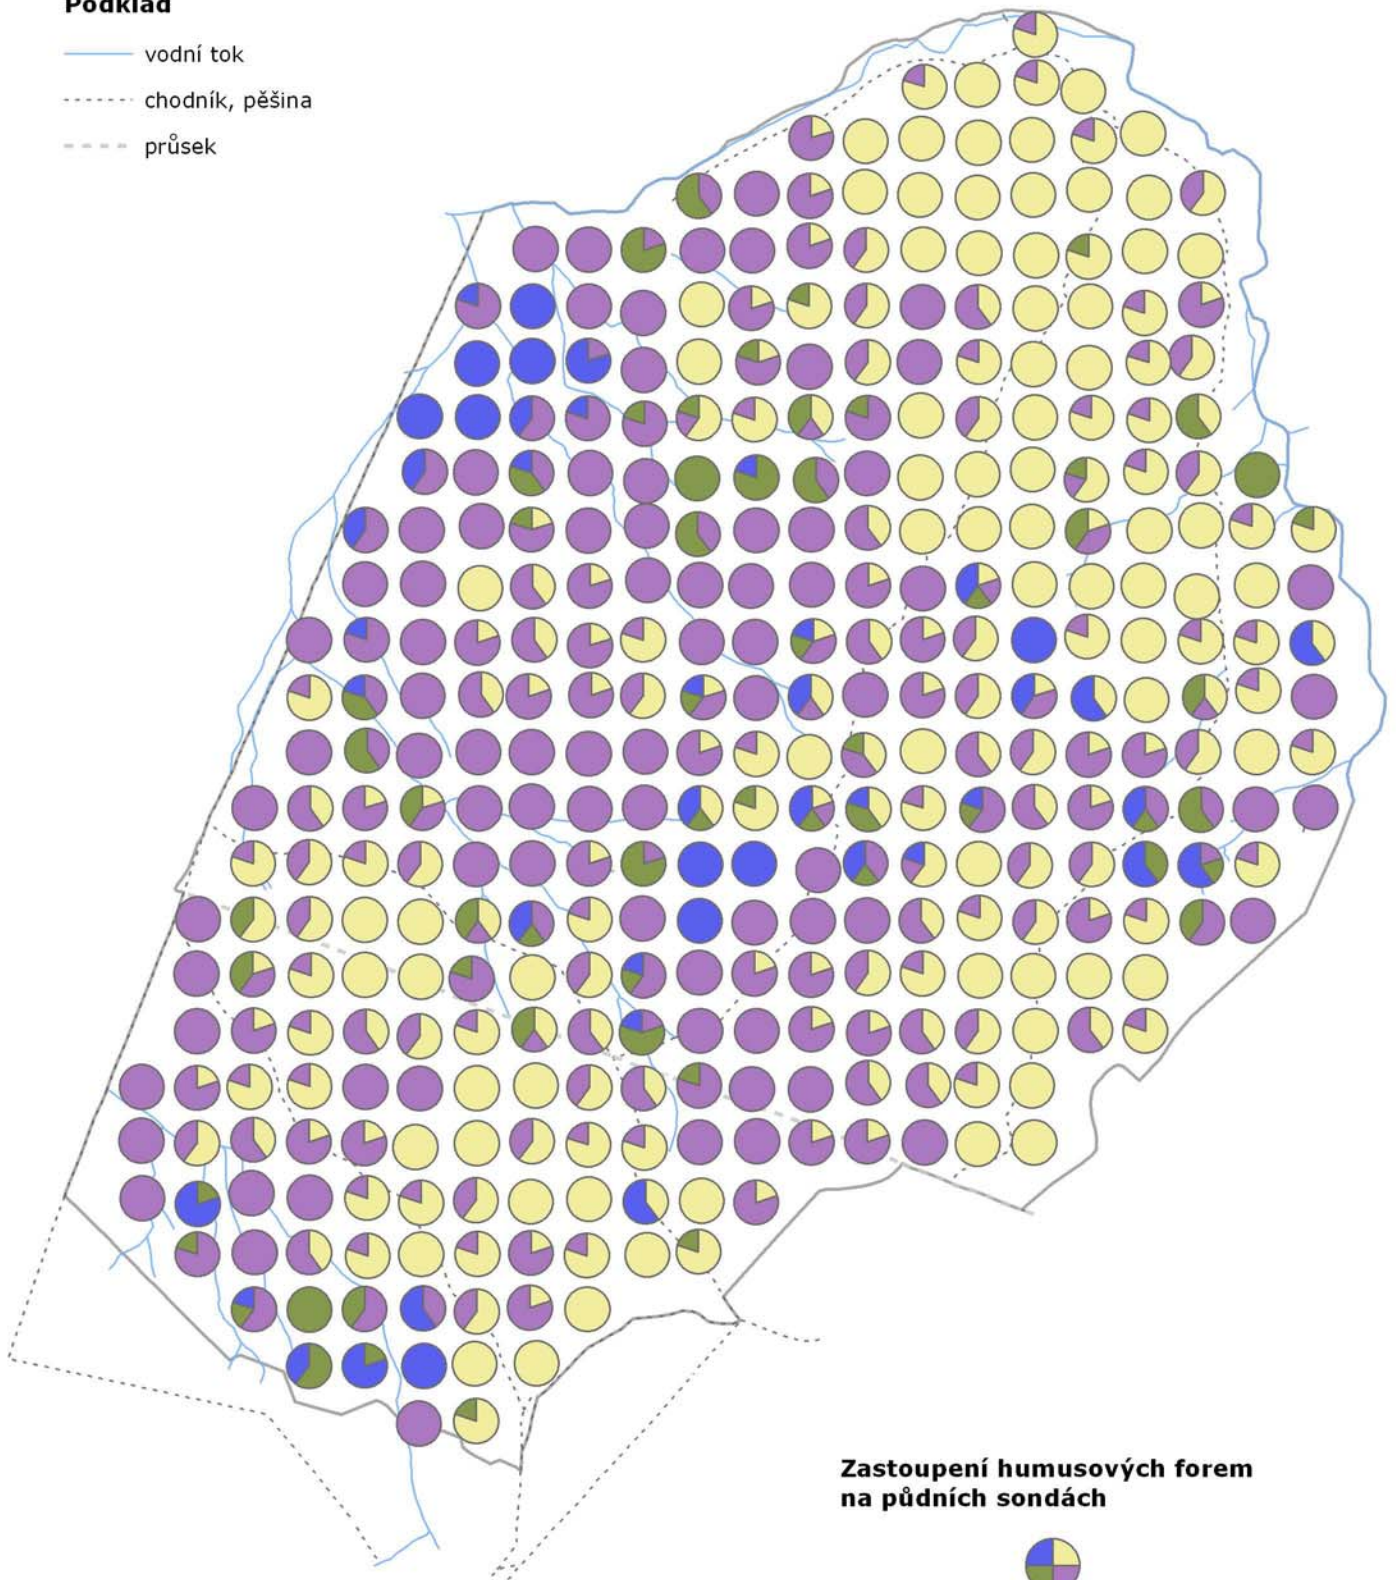 Podklad
vodní tok
chodník, pěšina
průsek
Zastoupení humusových forem
na půdních sondách